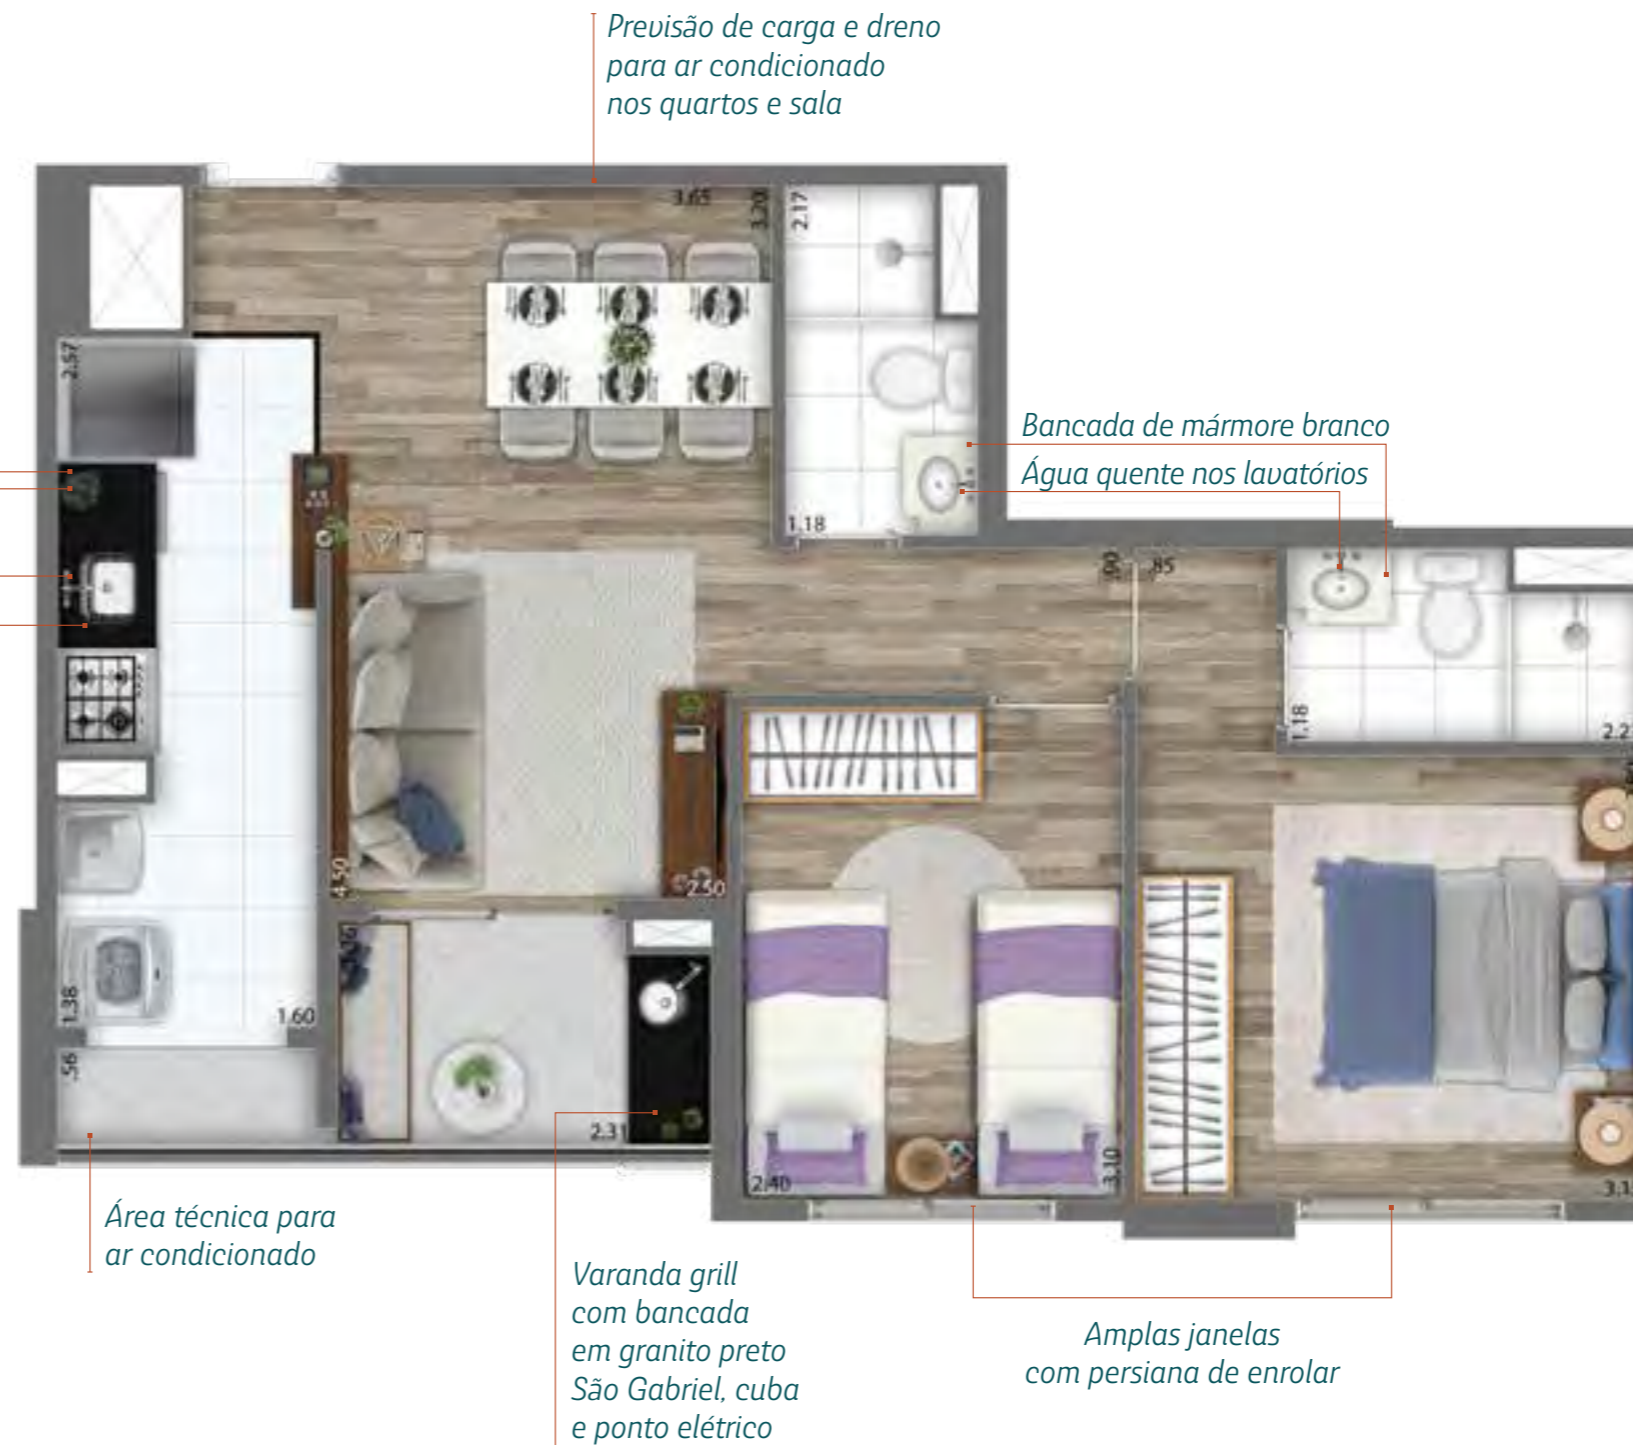 Previsão de carga e dreno
para ar condicionado
nos quartos e sala
3.65
3.20
2.17
2.57
Bancada de mármore branco
Água quente nos lavatórios
1.18
.90
.85
1.18
4.50
2.50
1.38
1.60
.56
2.31
2.40
3.10
Área técnica para
ar condicionado
Varanda grill
com bancada
em granito preto
São Gabriel, cuba
e ponto elétrico
Amplas janelas
com persiana de enrolar